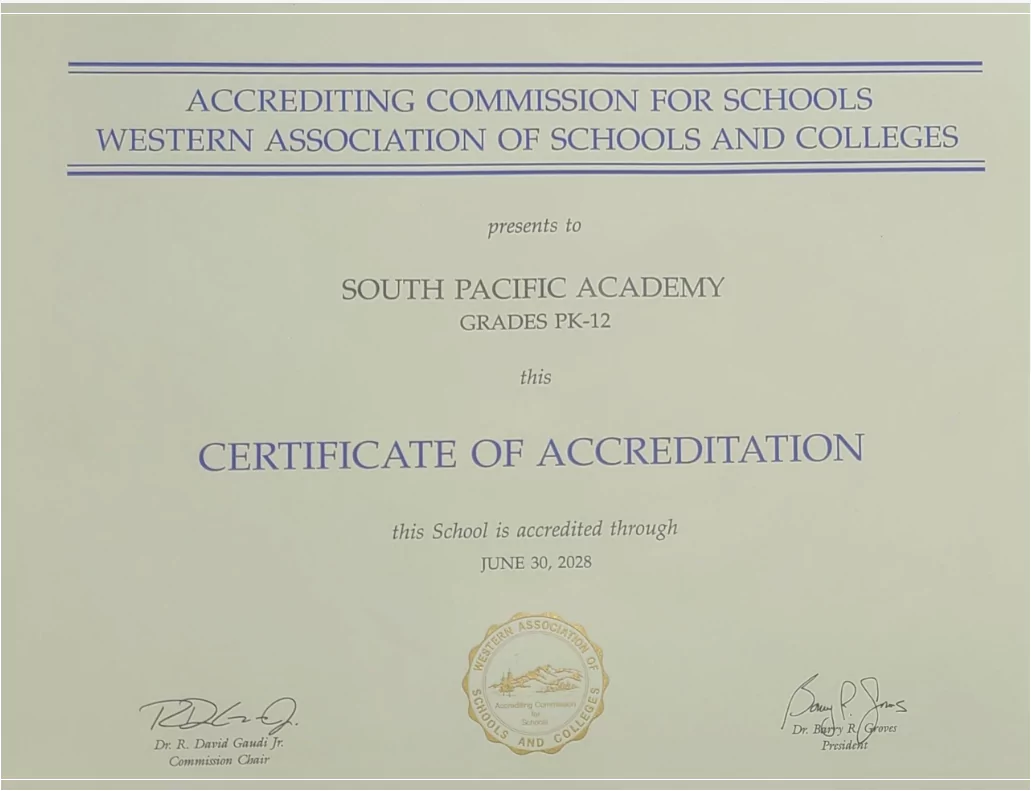 ACCREDITING COMMISSION FOR SCHOOLS
WESTERN ASSOCIATION OF SCHOOLS AND COLLEGES
presents to
SOUTH PACIFIC ACADEMY
GRADES PK-12
this
CERTIFICATE OF ACCREDITATION
this School is accredited through
JUNE 30, 2028
WESTERN ASSOCIATION OF
SCHOOLS AND COLLEGES
Accrediting Commission
for
Schools
Dr. R. David Gaudi Jr.
Commission Chair
Dr. Barry R. Groves
President